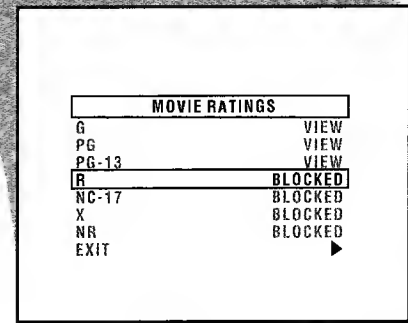 MOVIE RATINGS
G VIEW
PG VIEW
PG-13 VIEW
R BLOCKED
NC-17 BLOCKED
X BLOCKED
NR BLOCKED
EXIT ▶